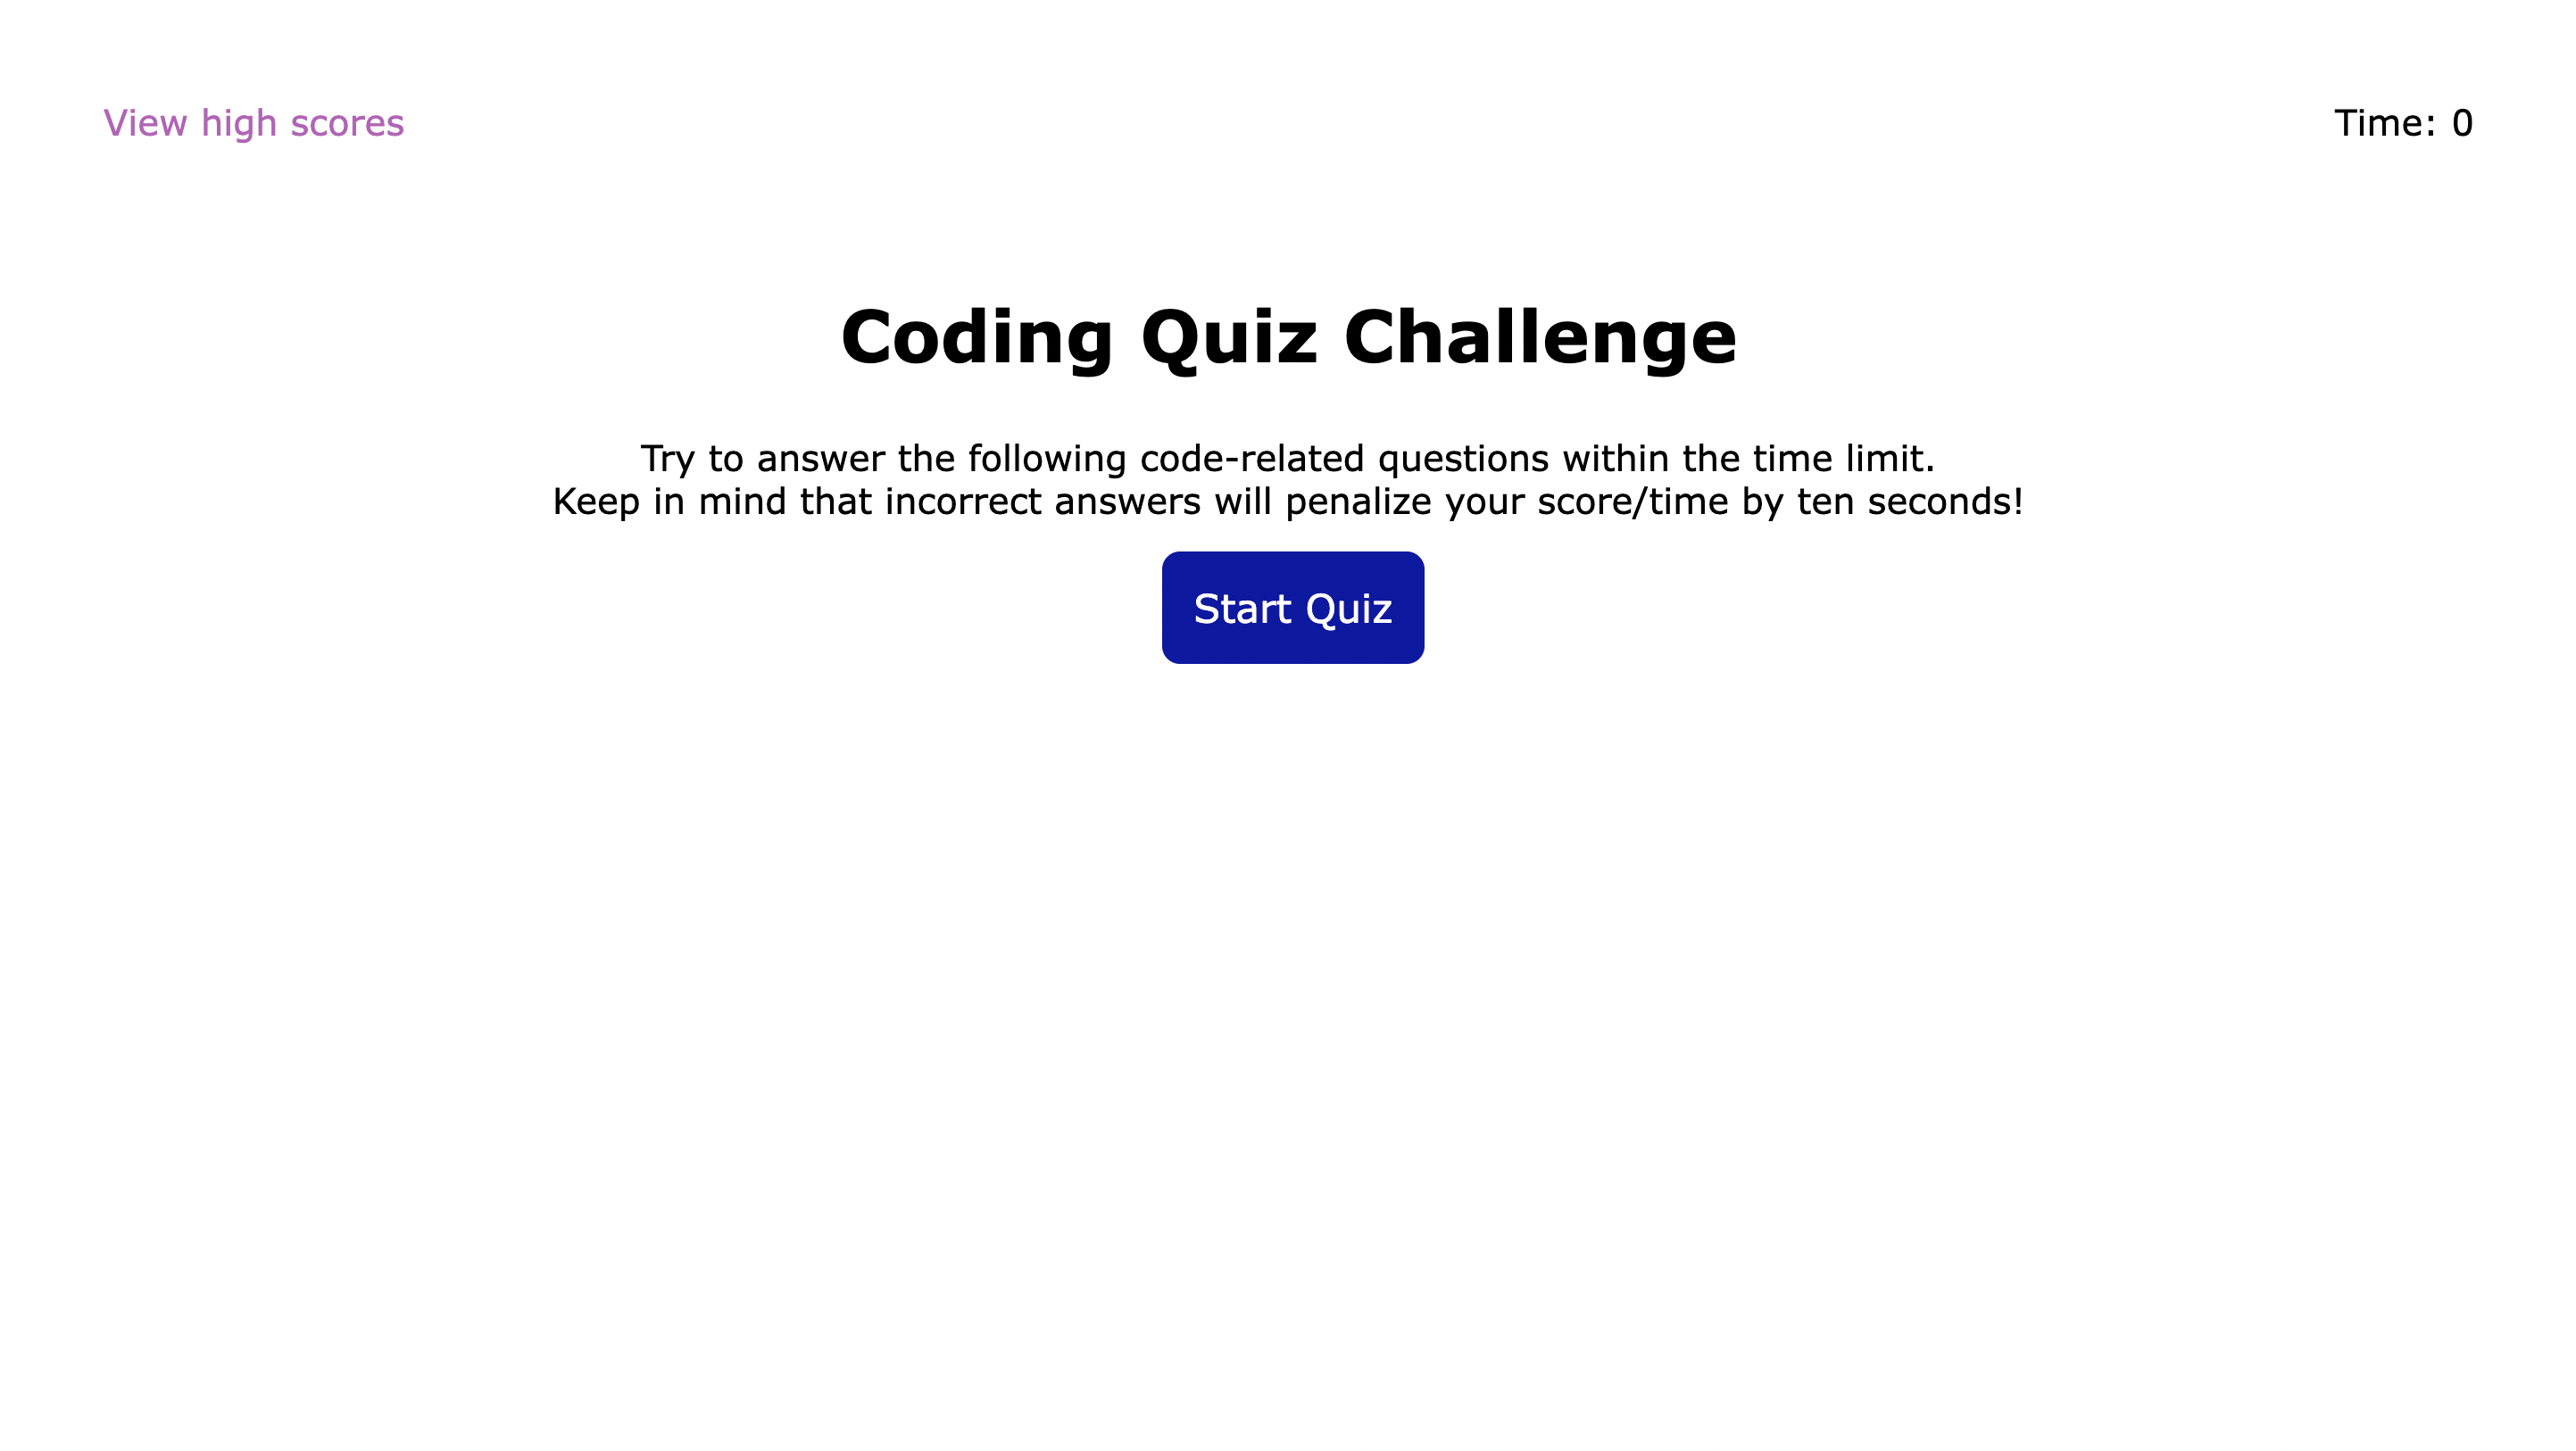 View high scores
Time: 0
Coding Quiz Challenge
Try to answer the following code-related questions within the time limit.
Keep in mind that incorrect answers will penalize your score/time by ten seconds!
Start Quiz